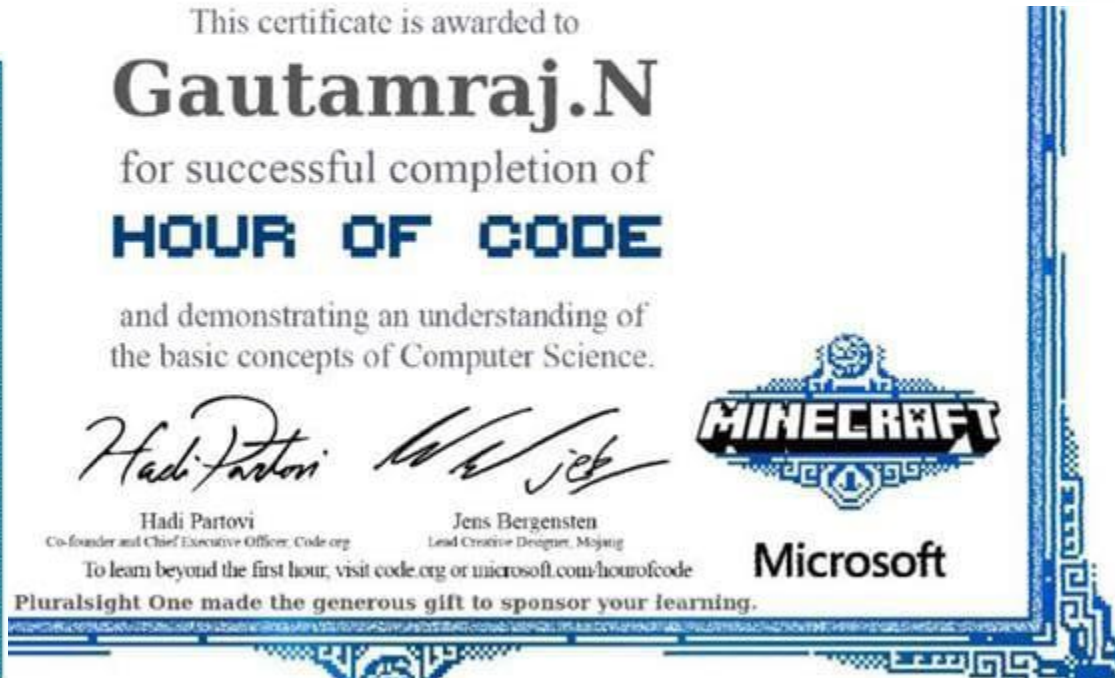 This certificate is awarded to
Gautamraj.N
for successful completion of
HOUR OF CODE
and demonstrating an understanding of
the basic concepts of Computer Science.
Hadi Partovi
jeb
MINECRAFT
Hadi Partovi
Jens Bergensten
Co-founder and Chief Executive Officer, Code.org
Lead Creative Designer, Mojang
Microsoft
To learn beyond the first hour, visit code.org or microsoft.com/hourofcode
Pluralsight One made the generous gift to sponsor your learning.